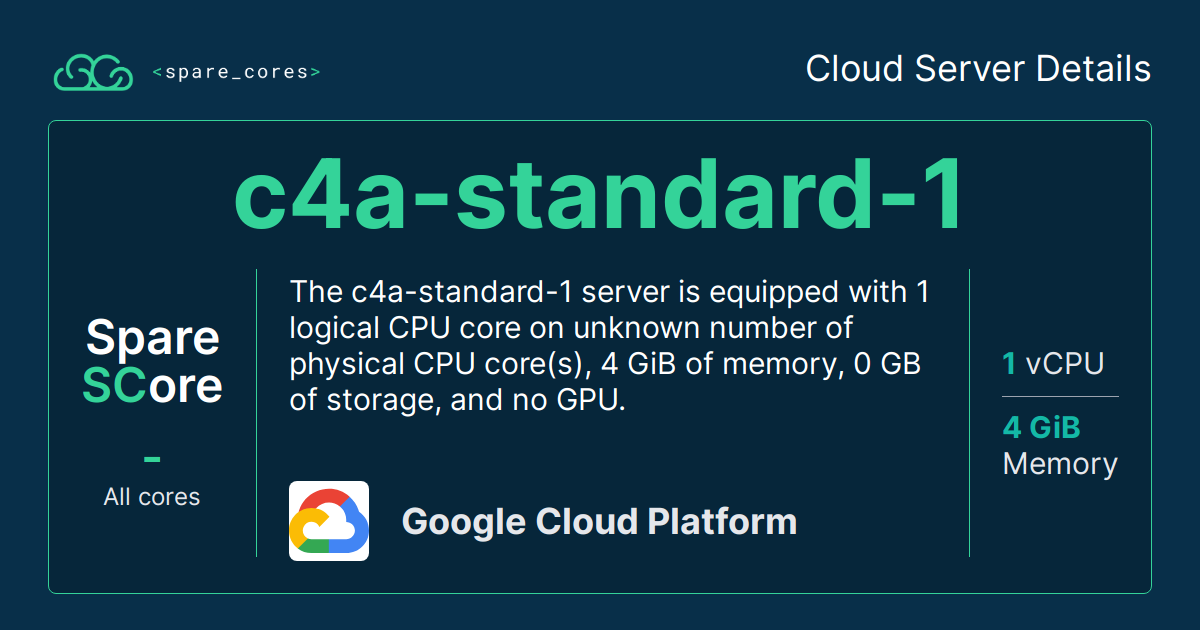 <spare_cores>
Cloud Server Details
c4a-standard-1
Spare
SCore
-
All cores
The c4a-standard-1 server is equipped with 1
logical CPU core on unknown number of
physical CPU core(s), 4 GiB of memory, 0 GB
of storage, and no GPU.
Google Cloud Platform
1 vCPU
4 GiB
Memory